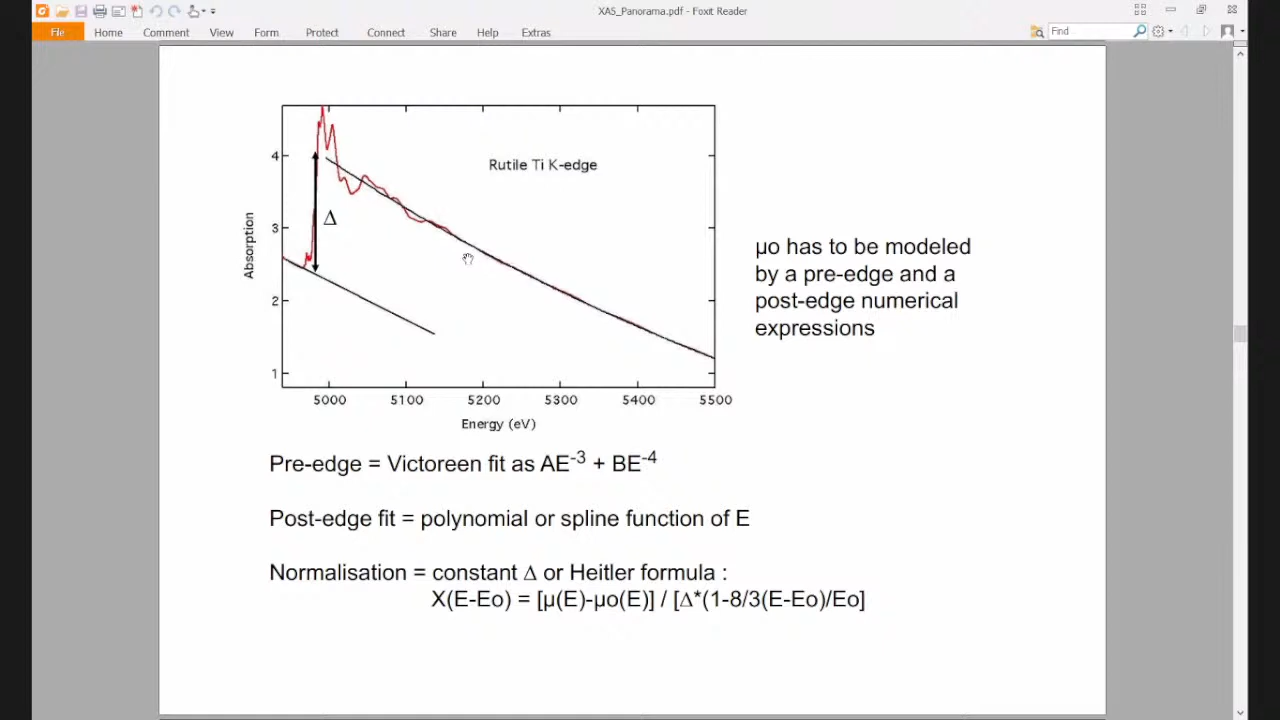 XAS_Panorama.pdf - Foxit Reader
File Home Comment View Form Protect Connect Share Help Extras Find
Rutile Ti K-edge
Δ
Absorption
4
3
2
1
5000 5100 5200 5300 5400 5500
Energy (eV)
µo has to be modeled
by a pre-edge and a
post-edge numerical
expressions
Pre-edge = Victoreen fit as AE⁻³ + BE⁻⁴
Post-edge fit = polynomial or spline function of E
Normalisation = constant Δ or Heitler formula :
X(E-Eo) = [µ(E)-µo(E)] / [Δ*(1-8/3(E-Eo)/Eo]